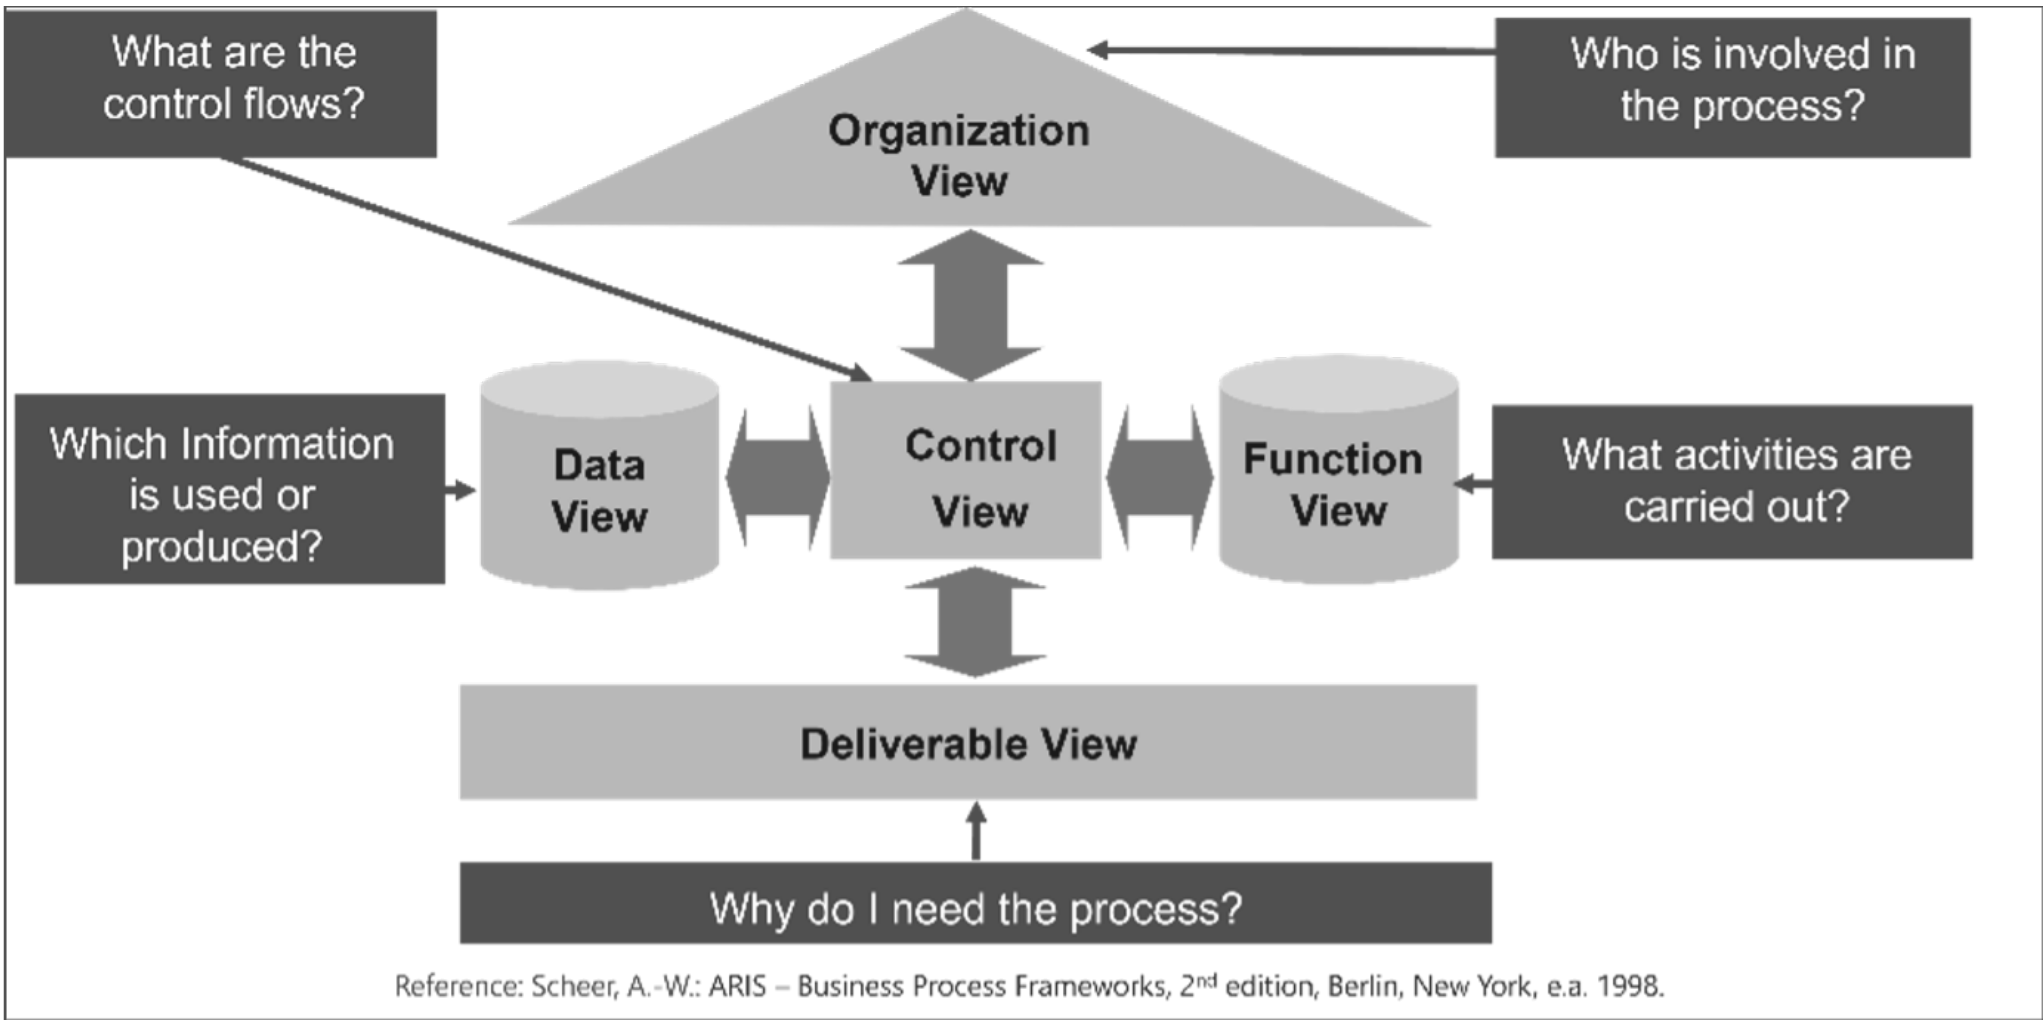 What are the
control flows?
Who is involved in
the process?
Organization
View
Which Information
is used or
produced?
Data
View
Control
View
Function
View
What activities are
carried out?
Deliverable View
Why do I need the process?
Reference: Scheer, A.-W.: ARIS – Business Process Frameworks, 2nd edition, Berlin, New York, e.a. 1998.